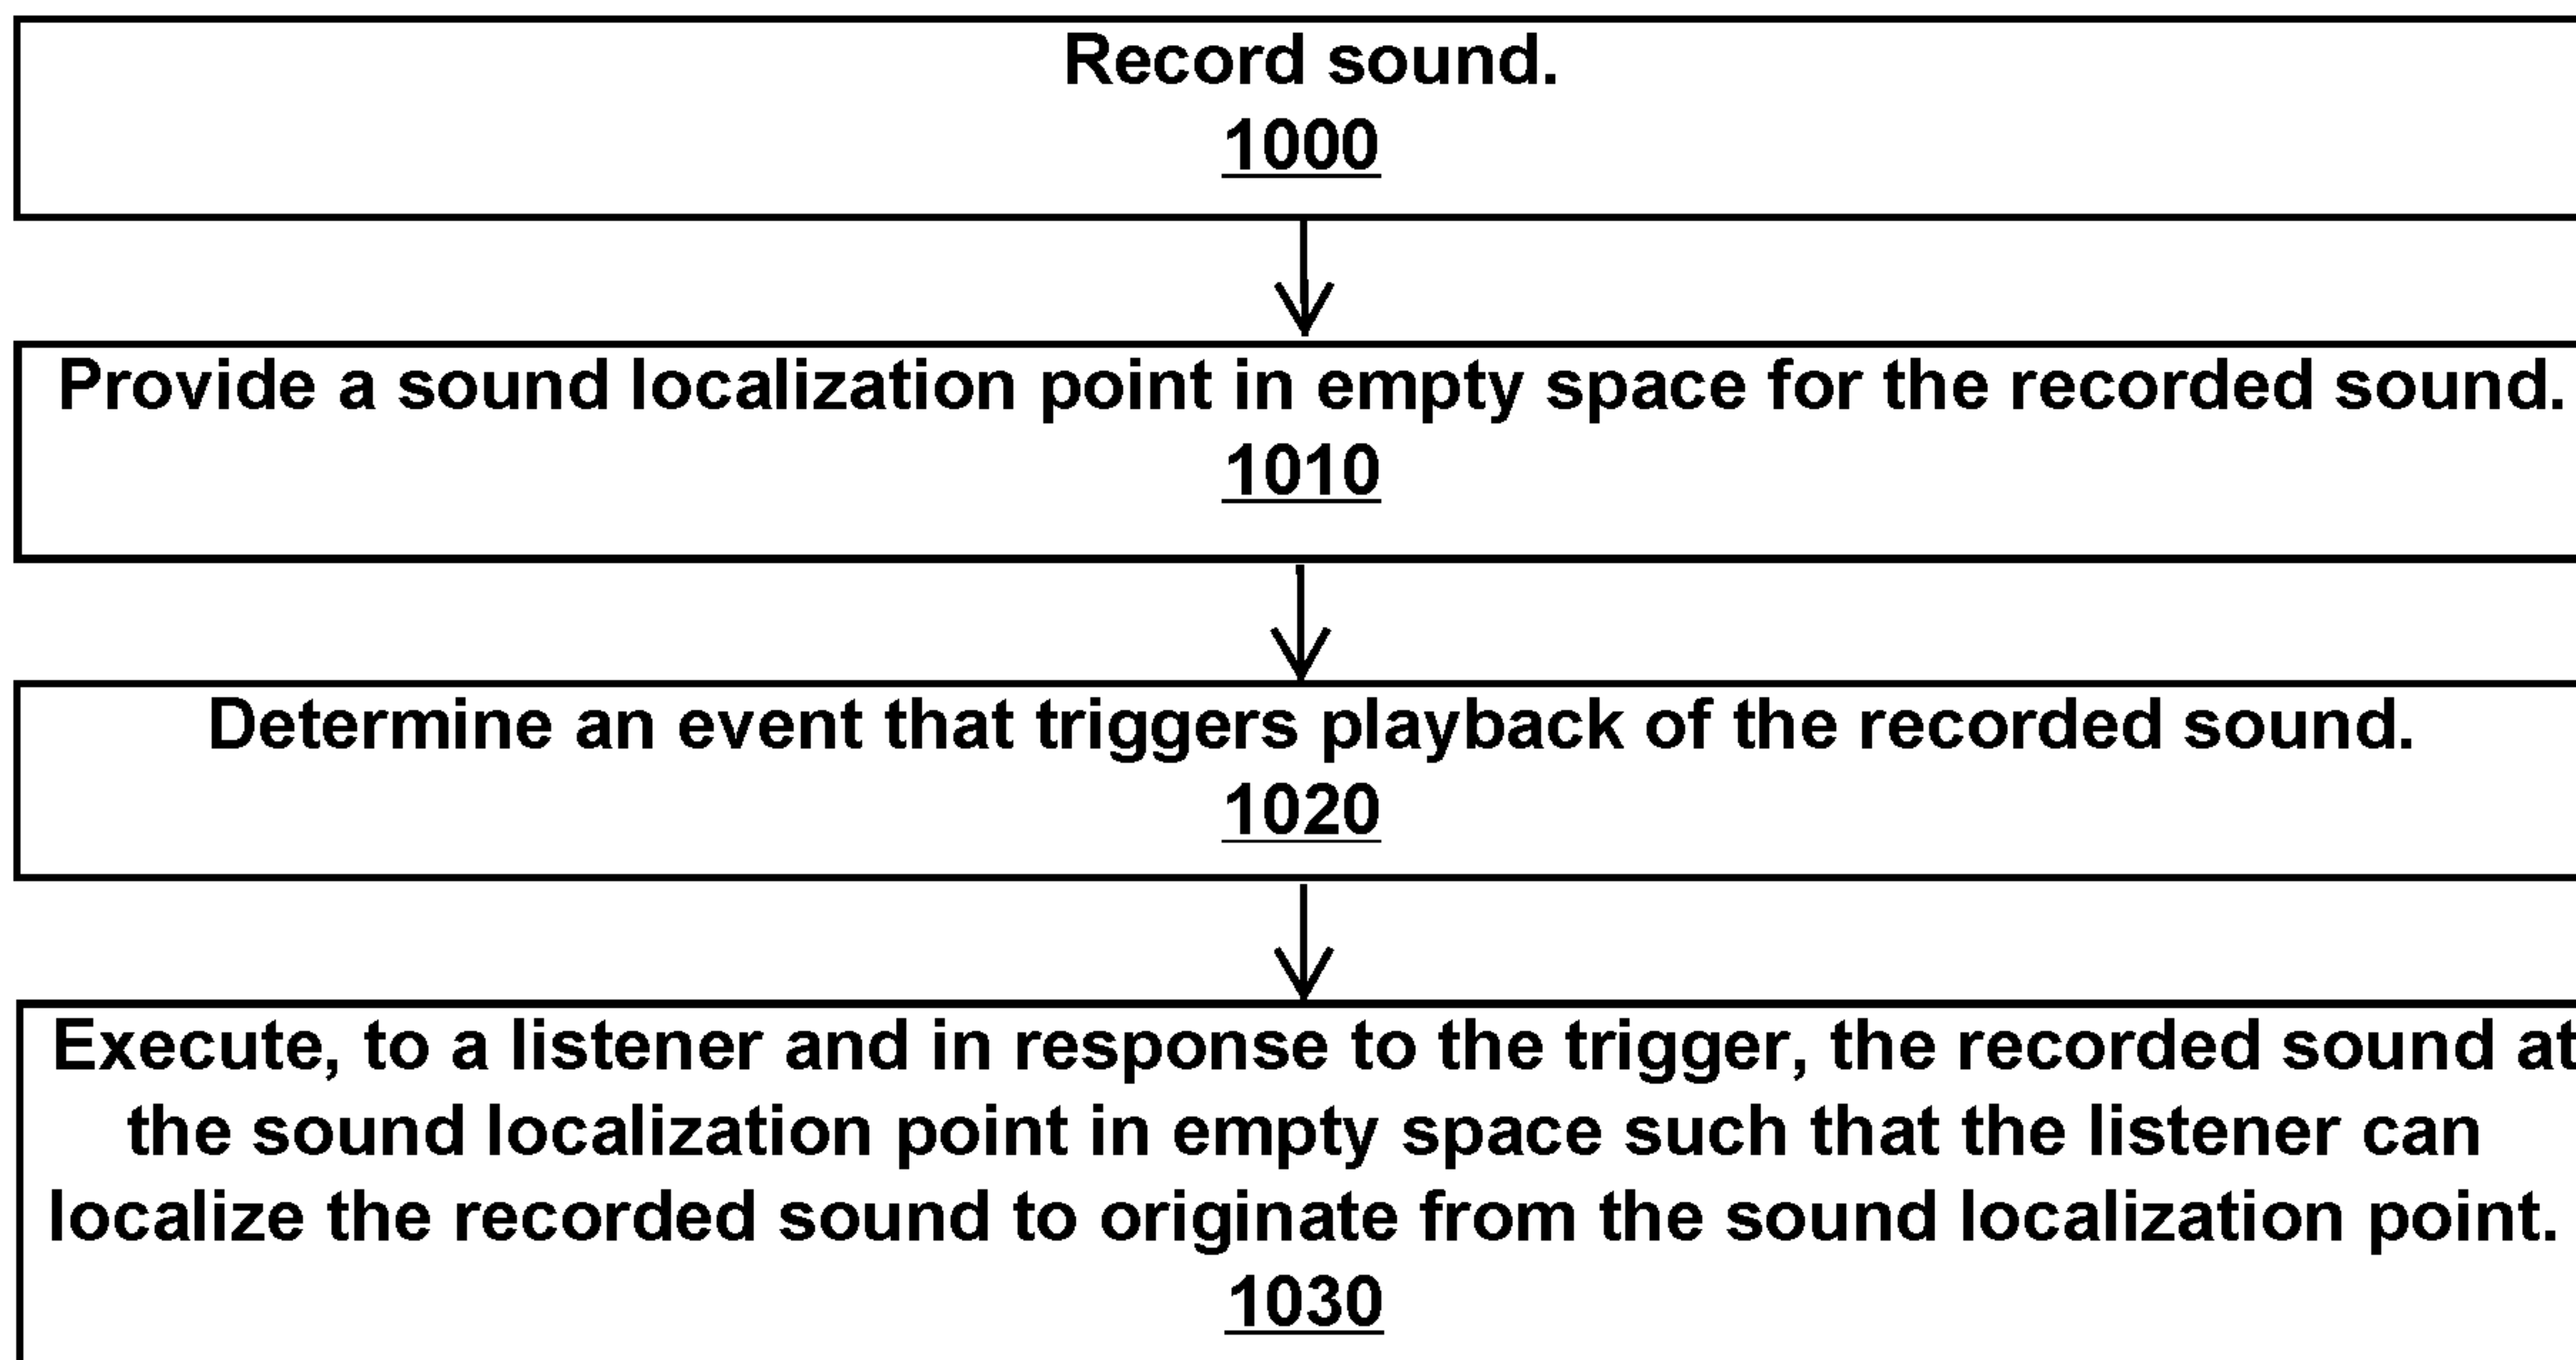 Record sound.
1000
Provide a sound localization point in empty space for the recorded sound.
1010
Determine an event that triggers playback of the recorded sound.
1020
Execute, to a listener and in response to the trigger, the recorded sound at
the sound localization point in empty space such that the listener can
localize the recorded sound to originate from the sound localization point.
1030